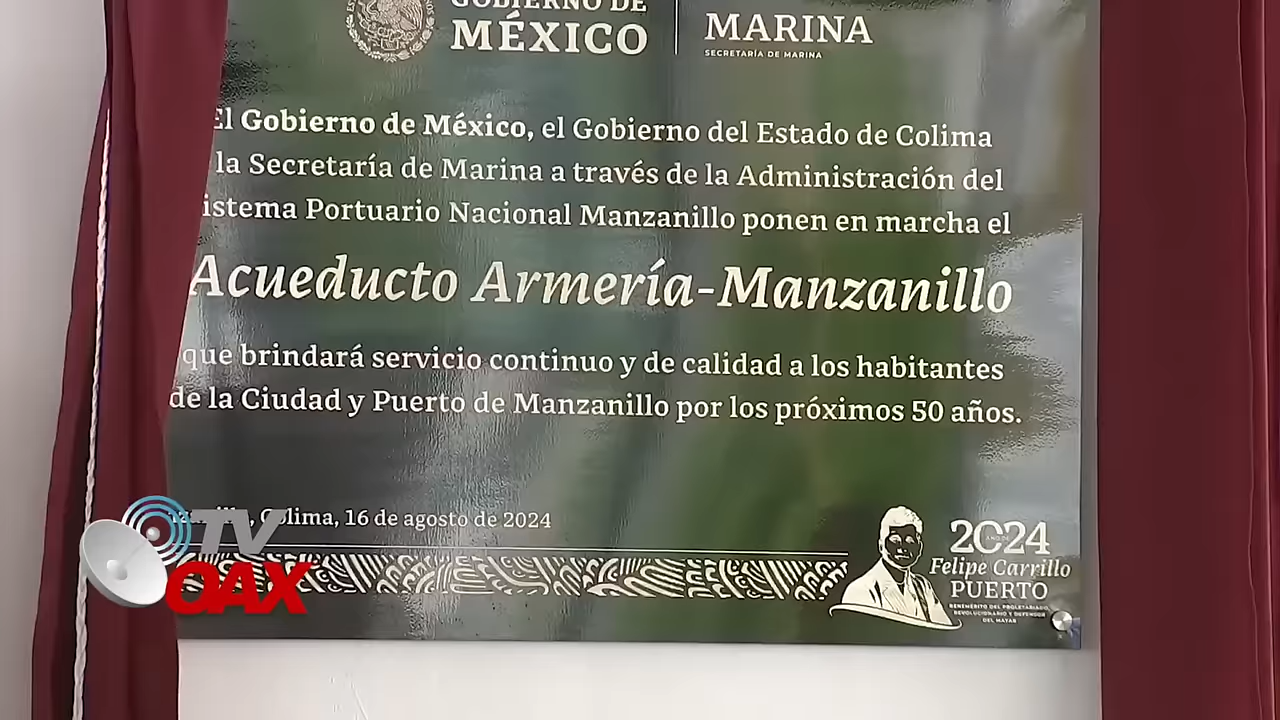 GOBIERNO DE
MÉXICO
MARINA
SECRETARÍA DE MARINA
El Gobierno de México, el Gobierno del Estado de Colima
la Secretaría de Marina a través de la Administración del
istema Portuario Nacional Manzanillo ponen en marcha el
Acueducto Armería-Manzanillo
que brindará servicio continuo y de calidad a los habitantes
de la Ciudad y Puerto de Manzanillo por los próximos 50 años.
Colima, 16 de agosto de 2024
TV
OAX
2024
AÑO DE
Felipe Carrillo
PUERTO
BENEMÉRITO DEL PROLETARIADO,
REVOLUCIONARIO Y DEFENSOR
DEL MAYAB